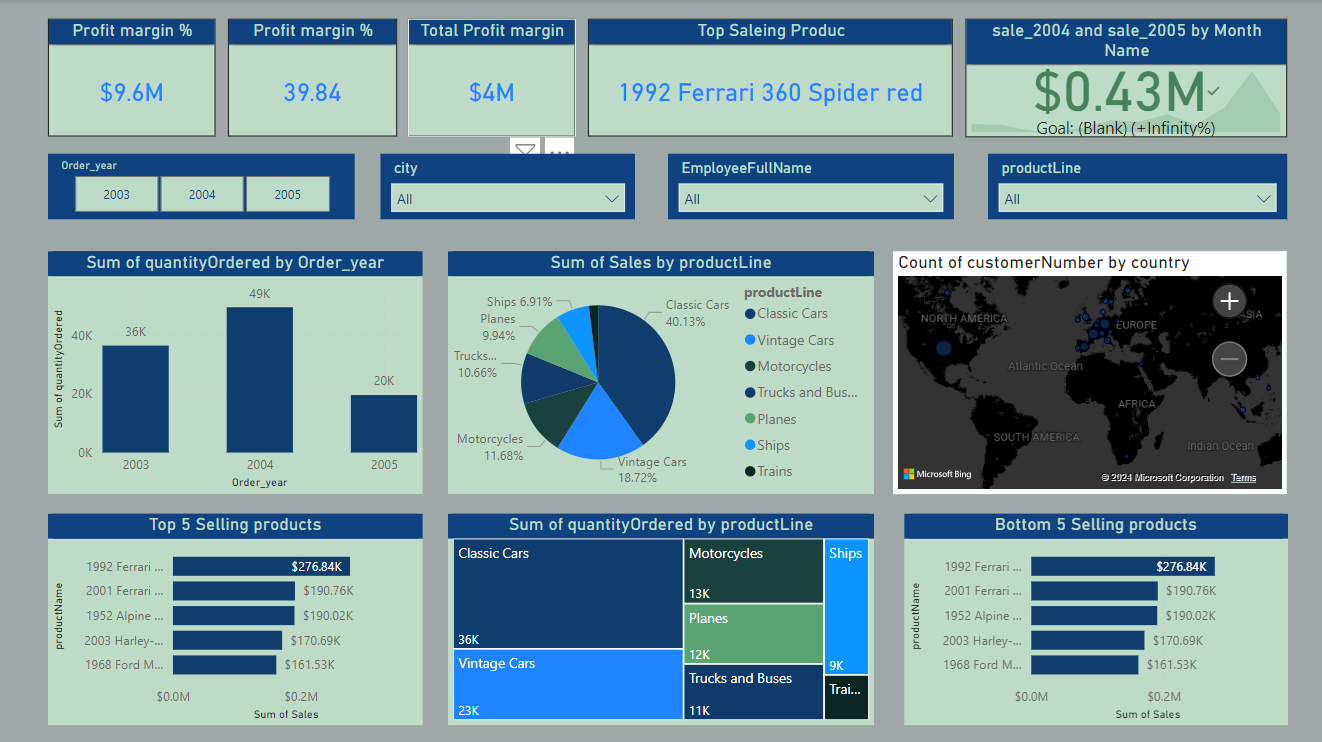 Profit margin %
$9.6M
Profit margin %
39.84
Total Profit margin
$4M
Top Saleing Produc
1992 Ferrari 360 Spider red
sale_2004 and sale_2005 by Month
Name
$0.43M
Goal: (Blank) (+Infinity%)
Order_year
2003
2004
2005
city
All
EmployeeFullName
All
productLine
All
Sum of quantityOrdered by Order_year
Sum of quantityOrdered
40K
20K
0K
36K
49K
20K
2003
2004
2005
Order_year
Sum of Sales by productLine
Ships 6.91%
Planes
9.94%
Trucks...
10.66%
Motorcycles
11.68%
Classic Cars
40.13%
Vintage Cars
18.72%
productLine
Classic Cars
Vintage Cars
Motorcycles
Trucks and Bus...
Planes
Ships
Trains
Count of customerNumber by country
NORTH AMERICA
EUROPE
ASIA
Atlantic Ocean
AFRICA
SOUTH AMERICA
Indian Ocean
Microsoft Bing
© 2024 Microsoft Corporation Terms
Top 5 Selling products
productName
1992 Ferrari ...
$276.84K
2001 Ferrari ...
$190.76K
1952 Alpine ...
$190.02K
2003 Harley-...
$170.69K
1968 Ford M...
$161.53K
$0.0M
$0.2M
Sum of Sales
Sum of quantityOrdered by productLine
Classic Cars
36K
Vintage Cars
23K
Motorcycles
13K
Planes
12K
Trucks and Buses
11K
Ships
9K
Trai...
Bottom 5 Selling products
productName
1992 Ferrari ...
$276.84K
2001 Ferrari ...
$190.76K
1952 Alpine ...
$190.02K
2003 Harley-...
$170.69K
1968 Ford M...
$161.53K
$0.0M
$0.2M
Sum of Sales